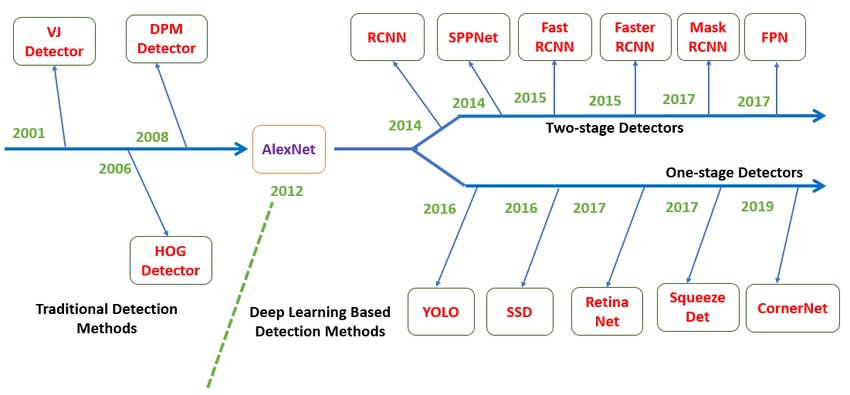 VJ
Detector
DPM
Detector
RCNN
SPPNet
Fast
RCNN
Faster
RCNN
Mask
RCNN
FPN
2001
2008
2006
AlexNet
2012
2014
2014
2015
2015
2017
2017
Two-stage Detectors
One-stage Detectors
2016
2016
2017
2017
2019
HOG
Detector
YOLO
SSD
Retina
Net
Squeeze
Det
CornerNet
Traditional Detection
Methods
Deep Learning Based
Detection Methods